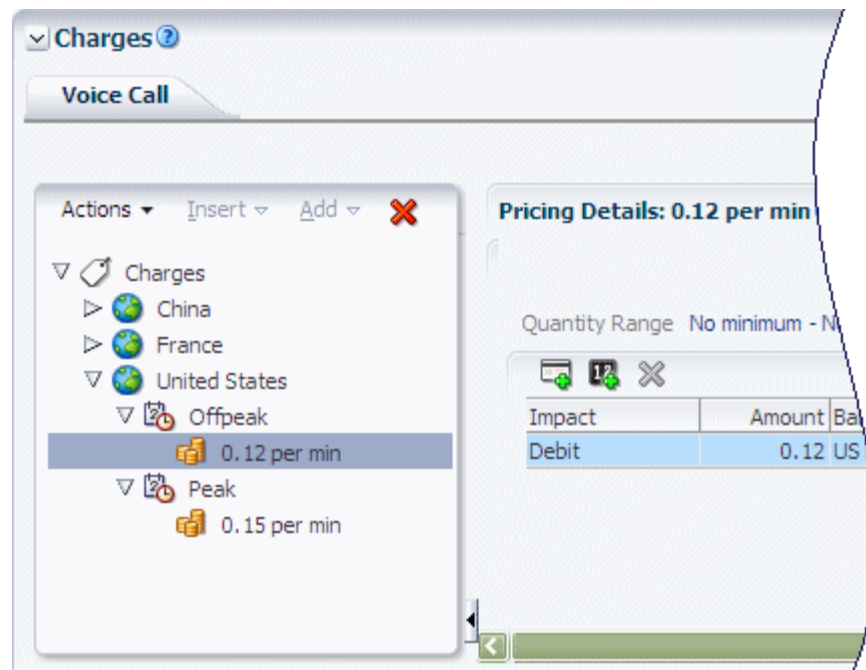 Charges
Voice Call
Actions Insert Add
Charges
China
France
United States
Offpeak
0.12 per min
Peak
0.15 per min
Pricing Details: 0.12 per min
Quantity Range No minimum -
Impact Amount
Debit 0.12 US